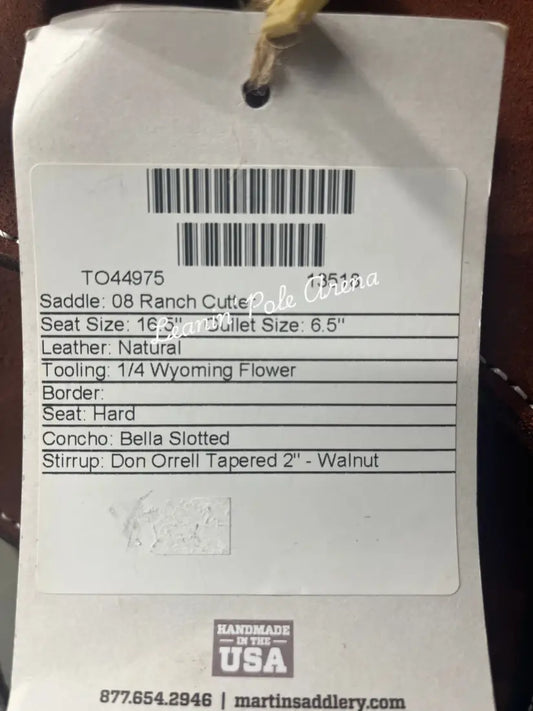 TO44975 13513
Saddle: 08 Ranch Cutter
Leanin' Pole Arena
Seat Size: 16.5" Gullet Size: 6.5"
Leather: Natural
Tooling: 1/4 Wyoming Flower
Border:
Seat: Hard
Concho: Bella Slotted
Stirrup: Don Orrell Tapered 2" - Walnut
HANDMADE
IN THE
USA
877.654.2946 | martinsaddlery.com